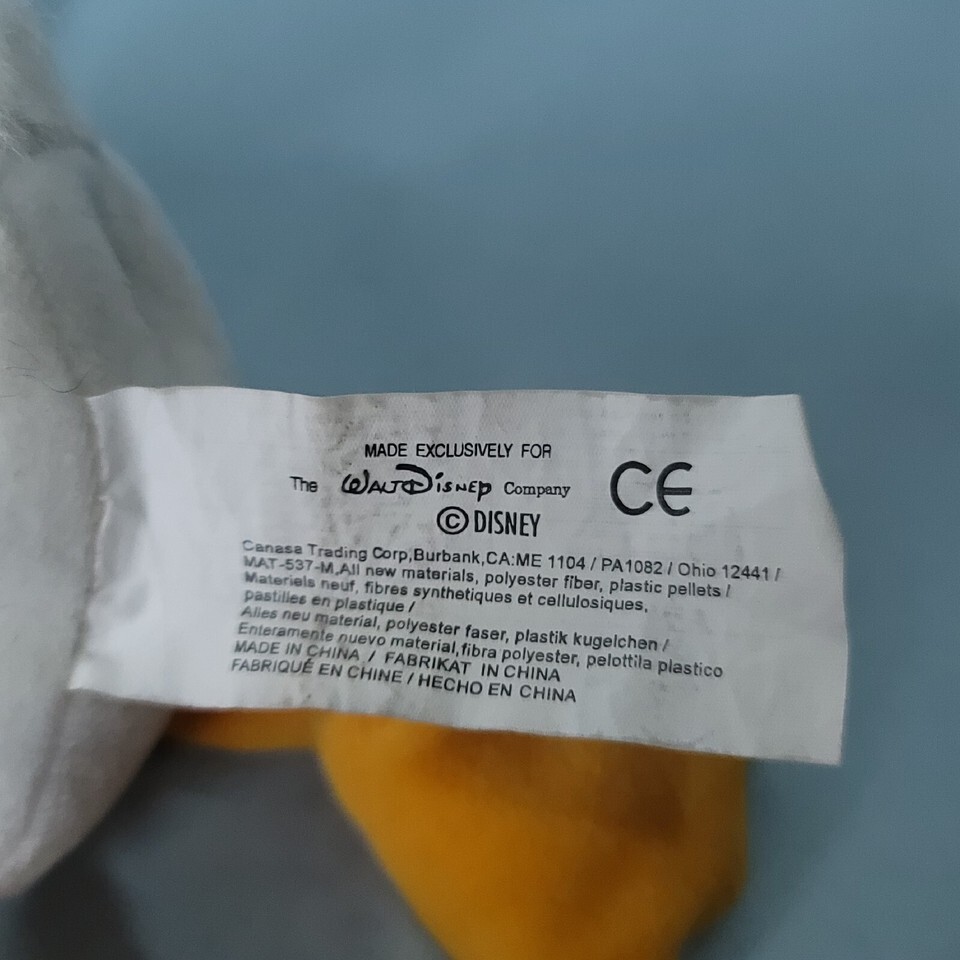 MADE EXCLUSIVELY FOR
The WALT DISNEY Company
CE
© DISNEY
Canasa Trading Corp,Burbank,CA:ME 1104 / PA1082 / Ohio 12441 /
MAT-537-M,All new materials, polyester fiber, plastic pellets /
Materiels neuf, fibres synthetiques et cellulosiques,
pastilles en plastique /
Alles neu material, polyester faser, plastik kugelchen /
Enteramente nuevo material,fibra polyester, pelottila plastico
MADE IN CHINA / FABRIKAT IN CHINA
FABRIQUÉ EN CHINE / HECHO EN CHINA